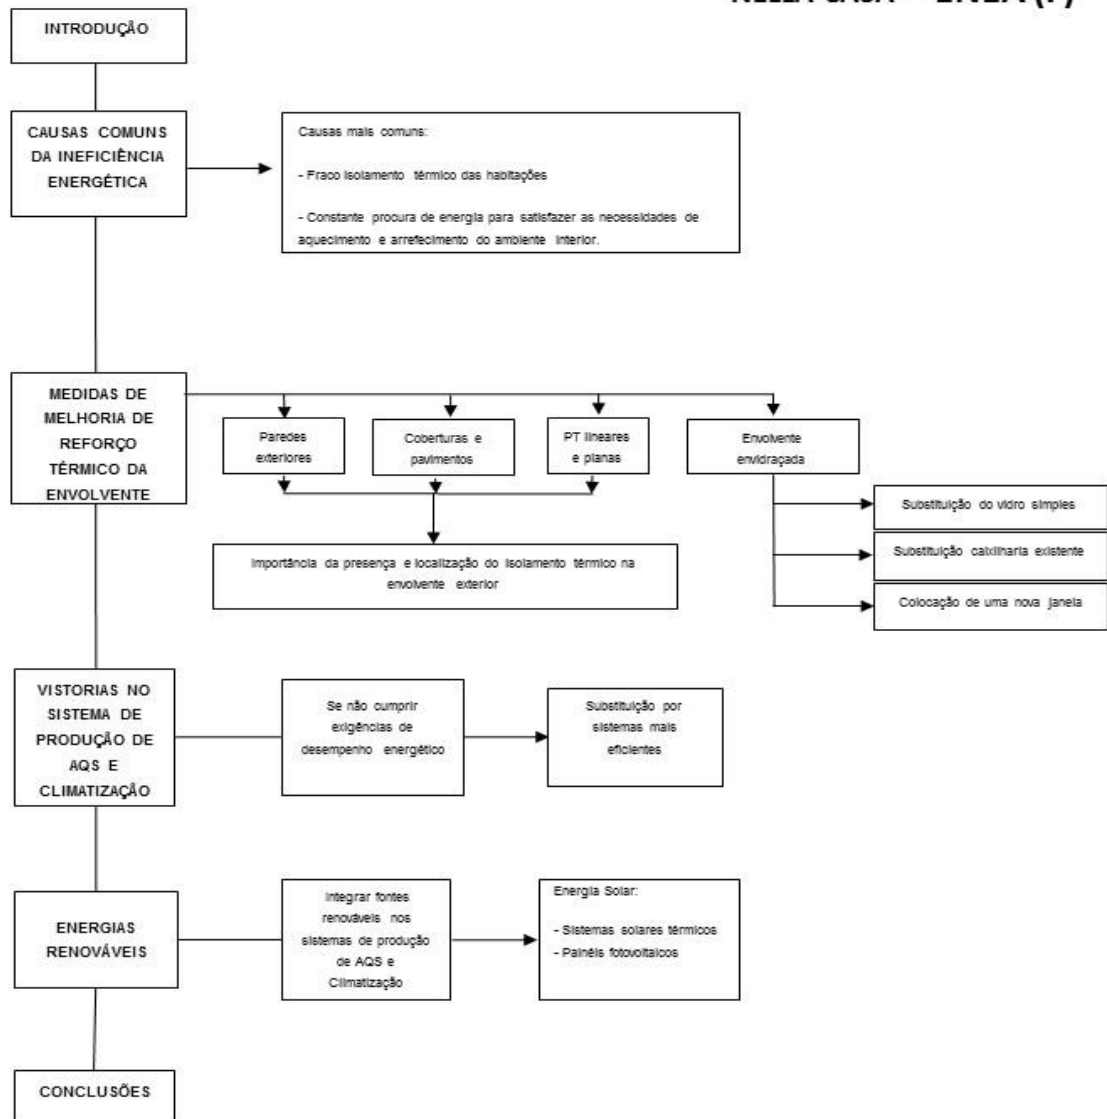 INTRODUÇÃO
CAUSAS COMUNS
DA INEFICIÊNCIA
ENERGÉTICA
Causas mais comuns:
- Fraco isolamento térmico das habitações
- Constante procura de energia para satisfazer as necessidades de
aquecimento e arrefecimento do ambiente interior.
MEDIDAS DE
MELHORIA DE
REFORÇO
TÉRMICO DA
ENVOLVENTE
Paredes
exteriores
Coberturas e
pavimentos
PT lineares
e planas
Envolvente
envidraçada
Substituição do vidro simples
Substituição caixilharia existente
Colocação de uma nova janela
Importância da presença e localização do isolamento térmico na
envolvente exterior
VISTORIAS NO
SISTEMA DE
PRODUÇÃO DE
AQS E
CLIMATIZAÇÃO
Se não cumprir
exigências de
desempenho energético
Substituição por
sistemas mais
eficientes
ENERGIAS
RENOVÁVEIS
Integrar fontes
renováveis nos
sistemas de produção
de AQS e
Climatização
Energia Solar:
- Sistemas solares térmicos
- Painéis fotovoltaicos
CONCLUSÕES